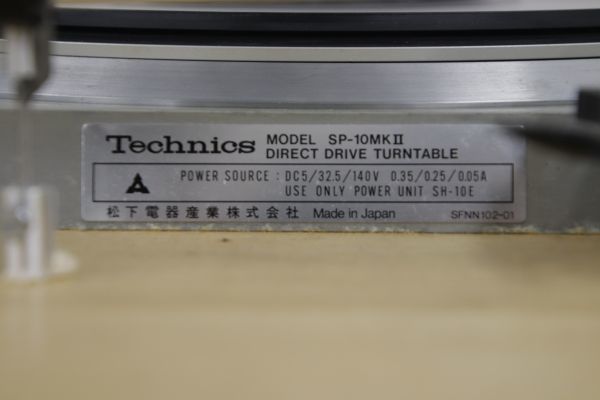 Technics MODEL SP-10MKⅡ
DIRECT DRIVE TURNTABLE
POWER SOURCE : DC5/32.5/140V 0.35/0.25/0.05A
USE ONLY POWER UNIT SH-10E
松下電器産業株式会社 Made in Japan SFNN102-01